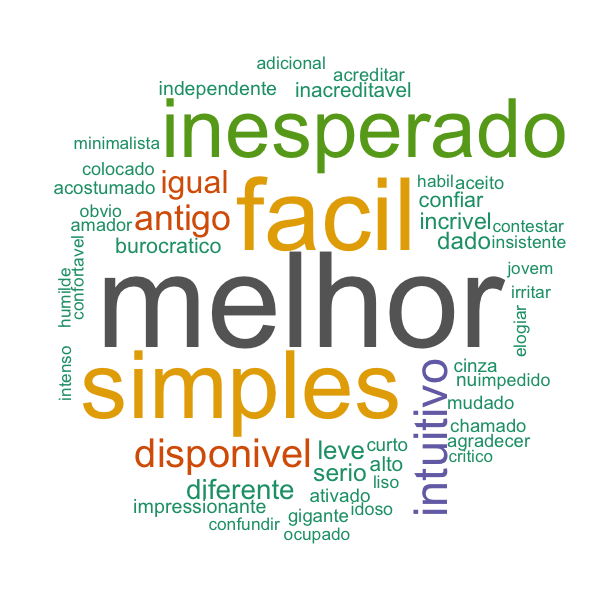 adicional
acreditar
independente
inacreditavel
inesperado
minimalista
colocado
igual
facil
habil
aceito
acostumado
confiar
obvio
antigo
incrivel
contestar
amador
burocratico
dado
insistente
melhor
jovem
humilde
confortavel
irritar
elogiar
intenso
simples
intuitivo
cinza
nuimpedido
mudado
chamado
agradecer
critico
disponivel
leve
curto
serio
alto
liso
diferente
ativado
impressionante
gigante
idoso
confundir
ocupado